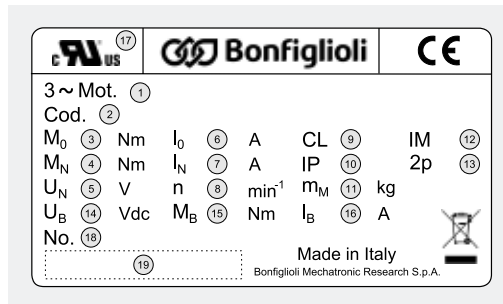 c RU us 17 Bonfiglioli CE
3~ Mot. 1
Cod. 2
M0 3 Nm I0 6 A CL 9 IM 12
MN 4 Nm IN 7 A IP 10 2p 13
UN 5 V n 8 min-1 mM 11 kg
UB 14 Vdc MB 15 Nm IB 16 A
No. 18
19
Made in Italy
Bonfiglioli Mechatronic Research S.p.A.